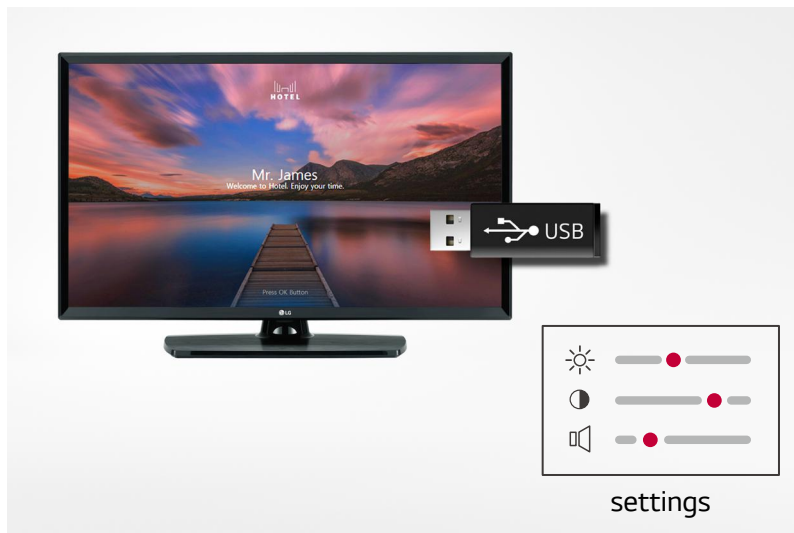 HOTEL
Mr. James
Welcome to Hotel. Enjoy your time.
USB
Press OK Button
LG
settings